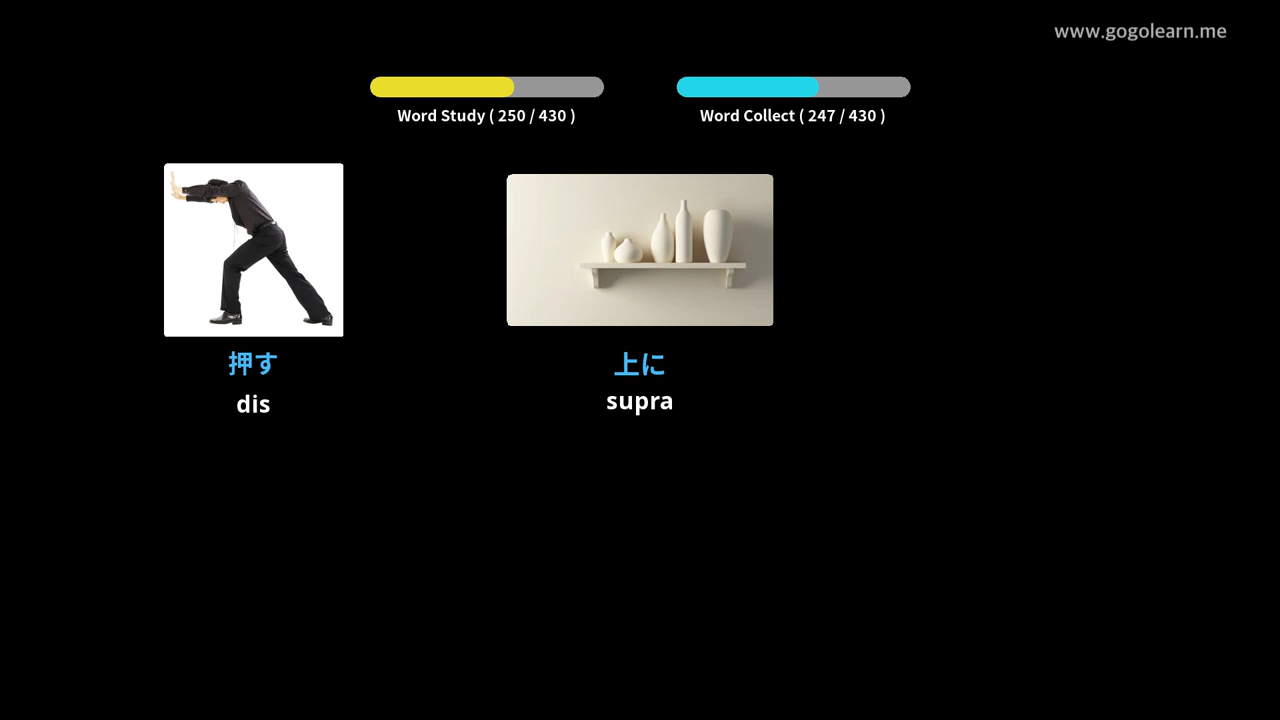 www.gogolearn.me
Word Study ( 250 / 430 )
Word Collect ( 247 / 430 )
押す
dis
上に
supra